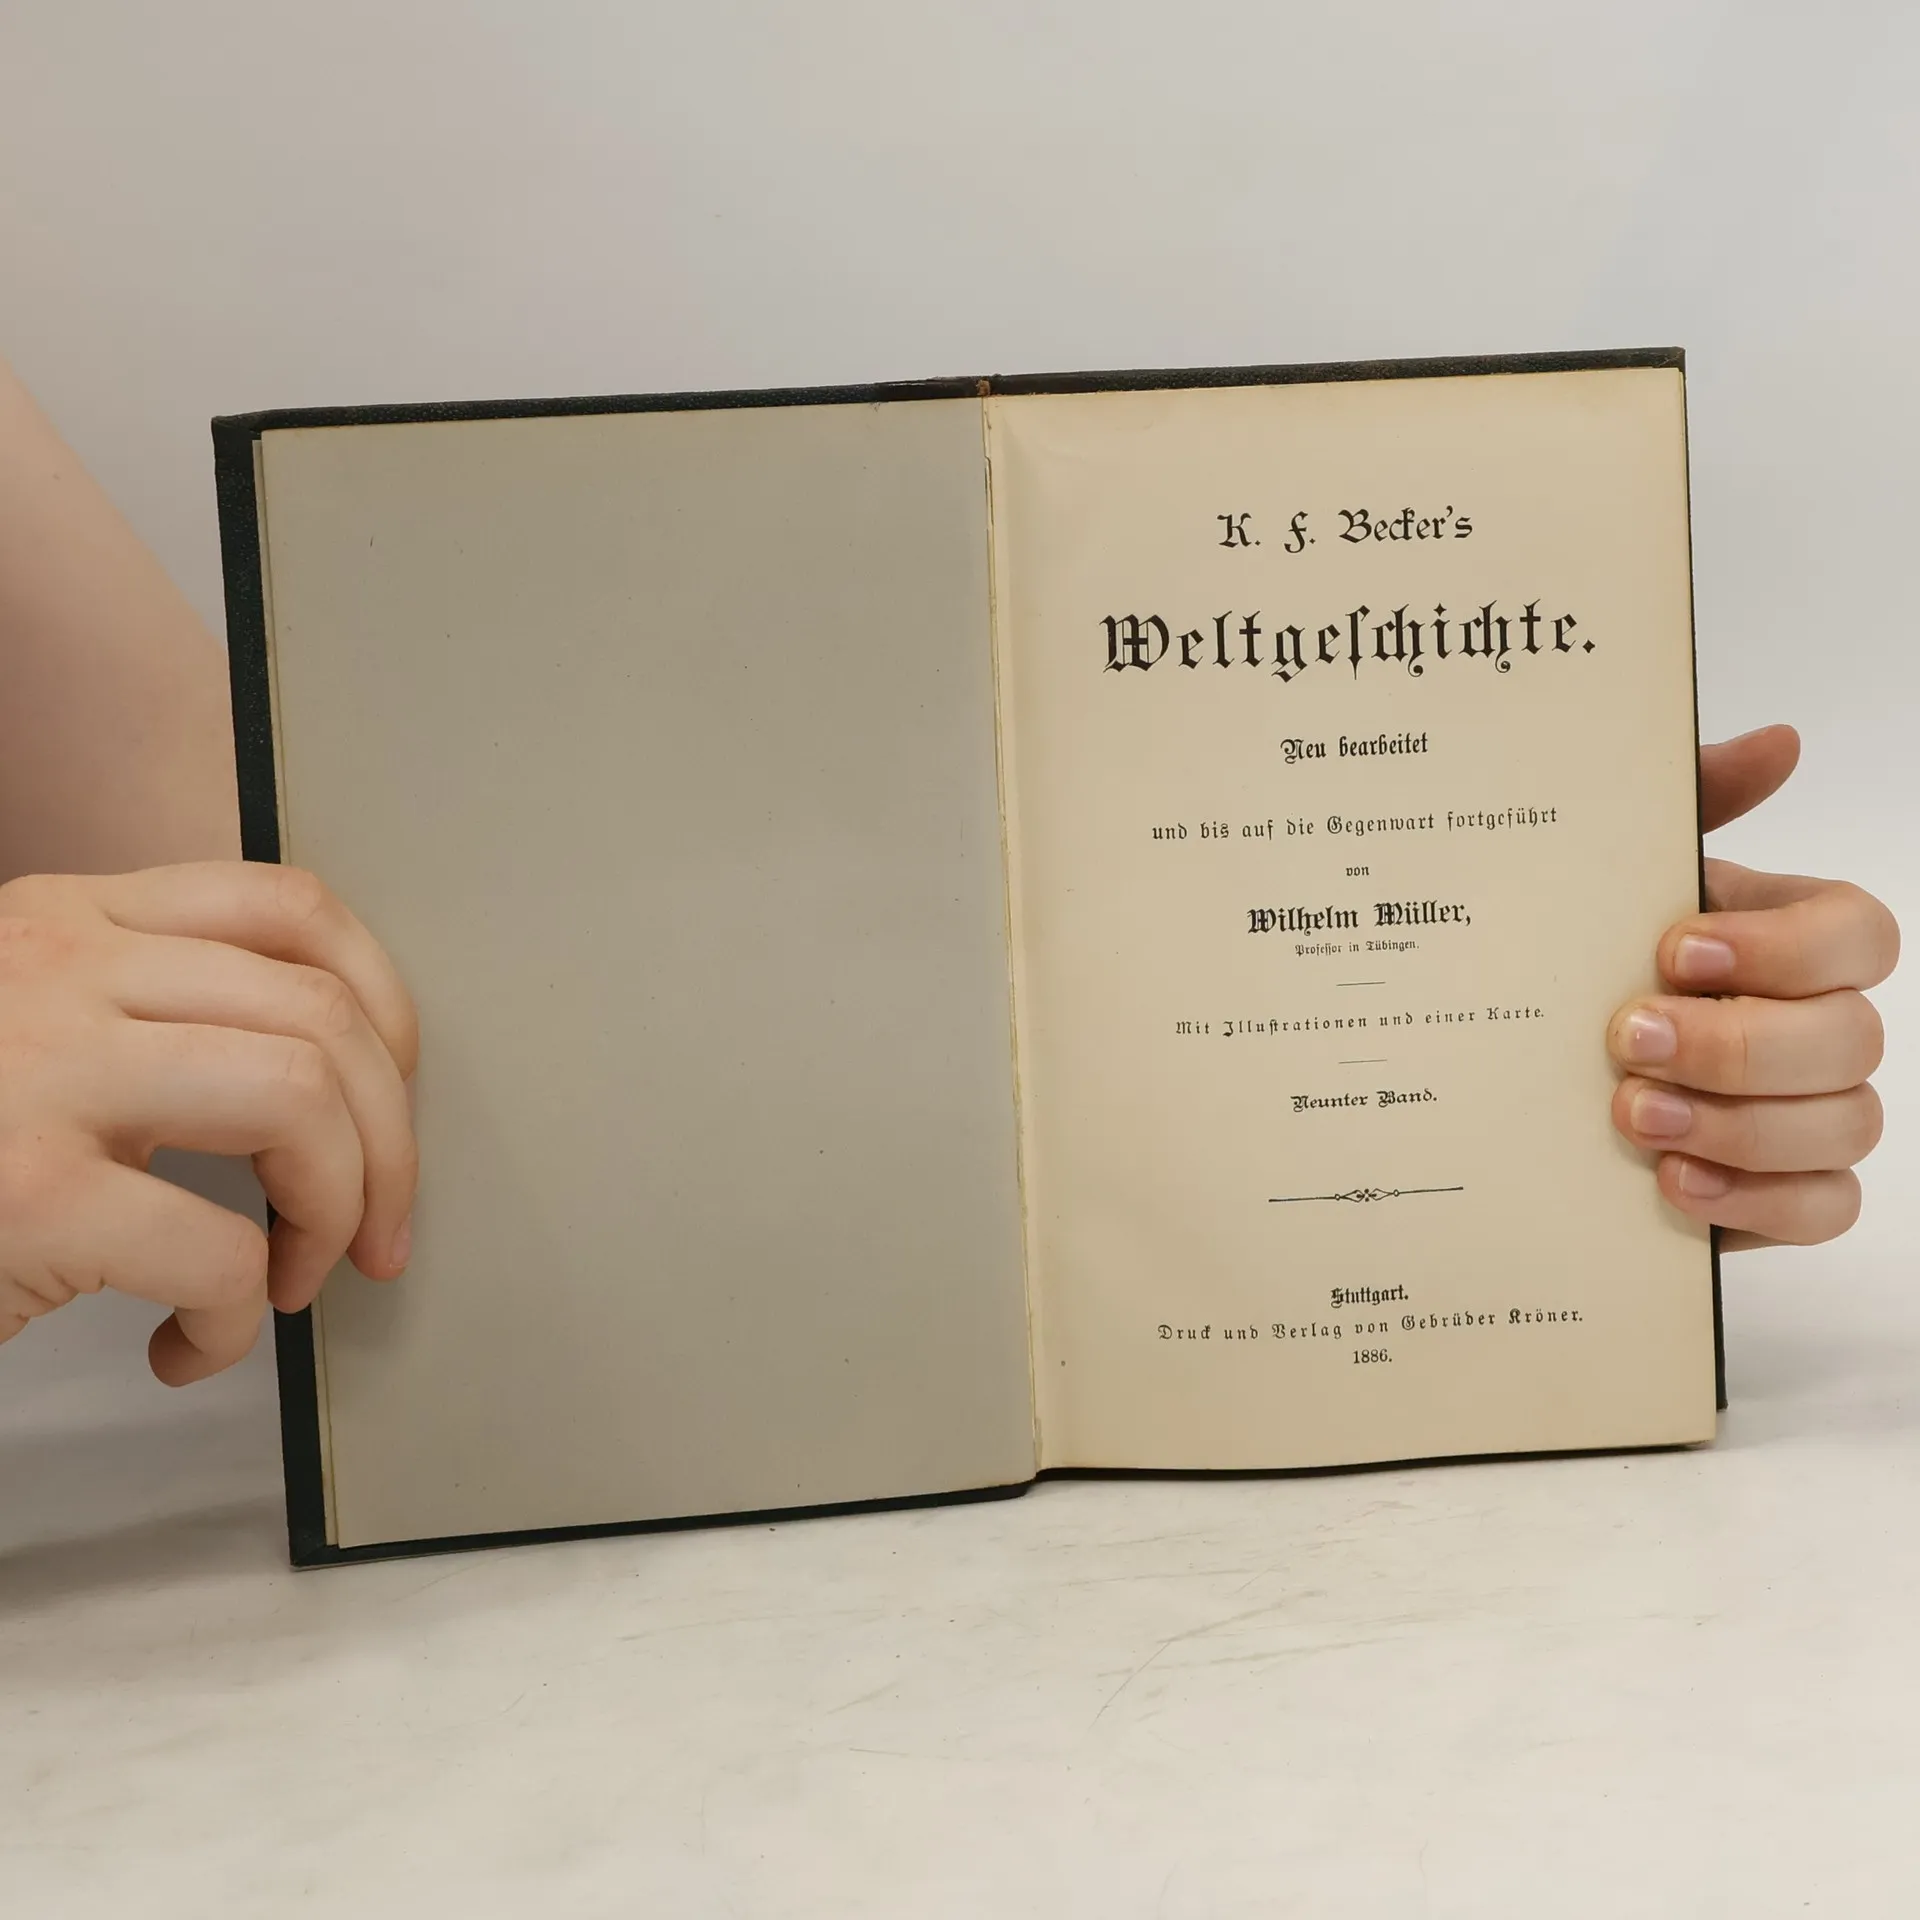 K. F. Becker's
Weltgeſchichte.
Neu bearbeitet
und bis auf die Gegenwart fortgeführt
von
Wilhelm Müller,
Profeſſor in Tübingen.
Mit Illuſtrationen und einer Karte.
Neunter Band.
Stuttgart.
Druck und Verlag von Gebrüder Kröner.
1886.